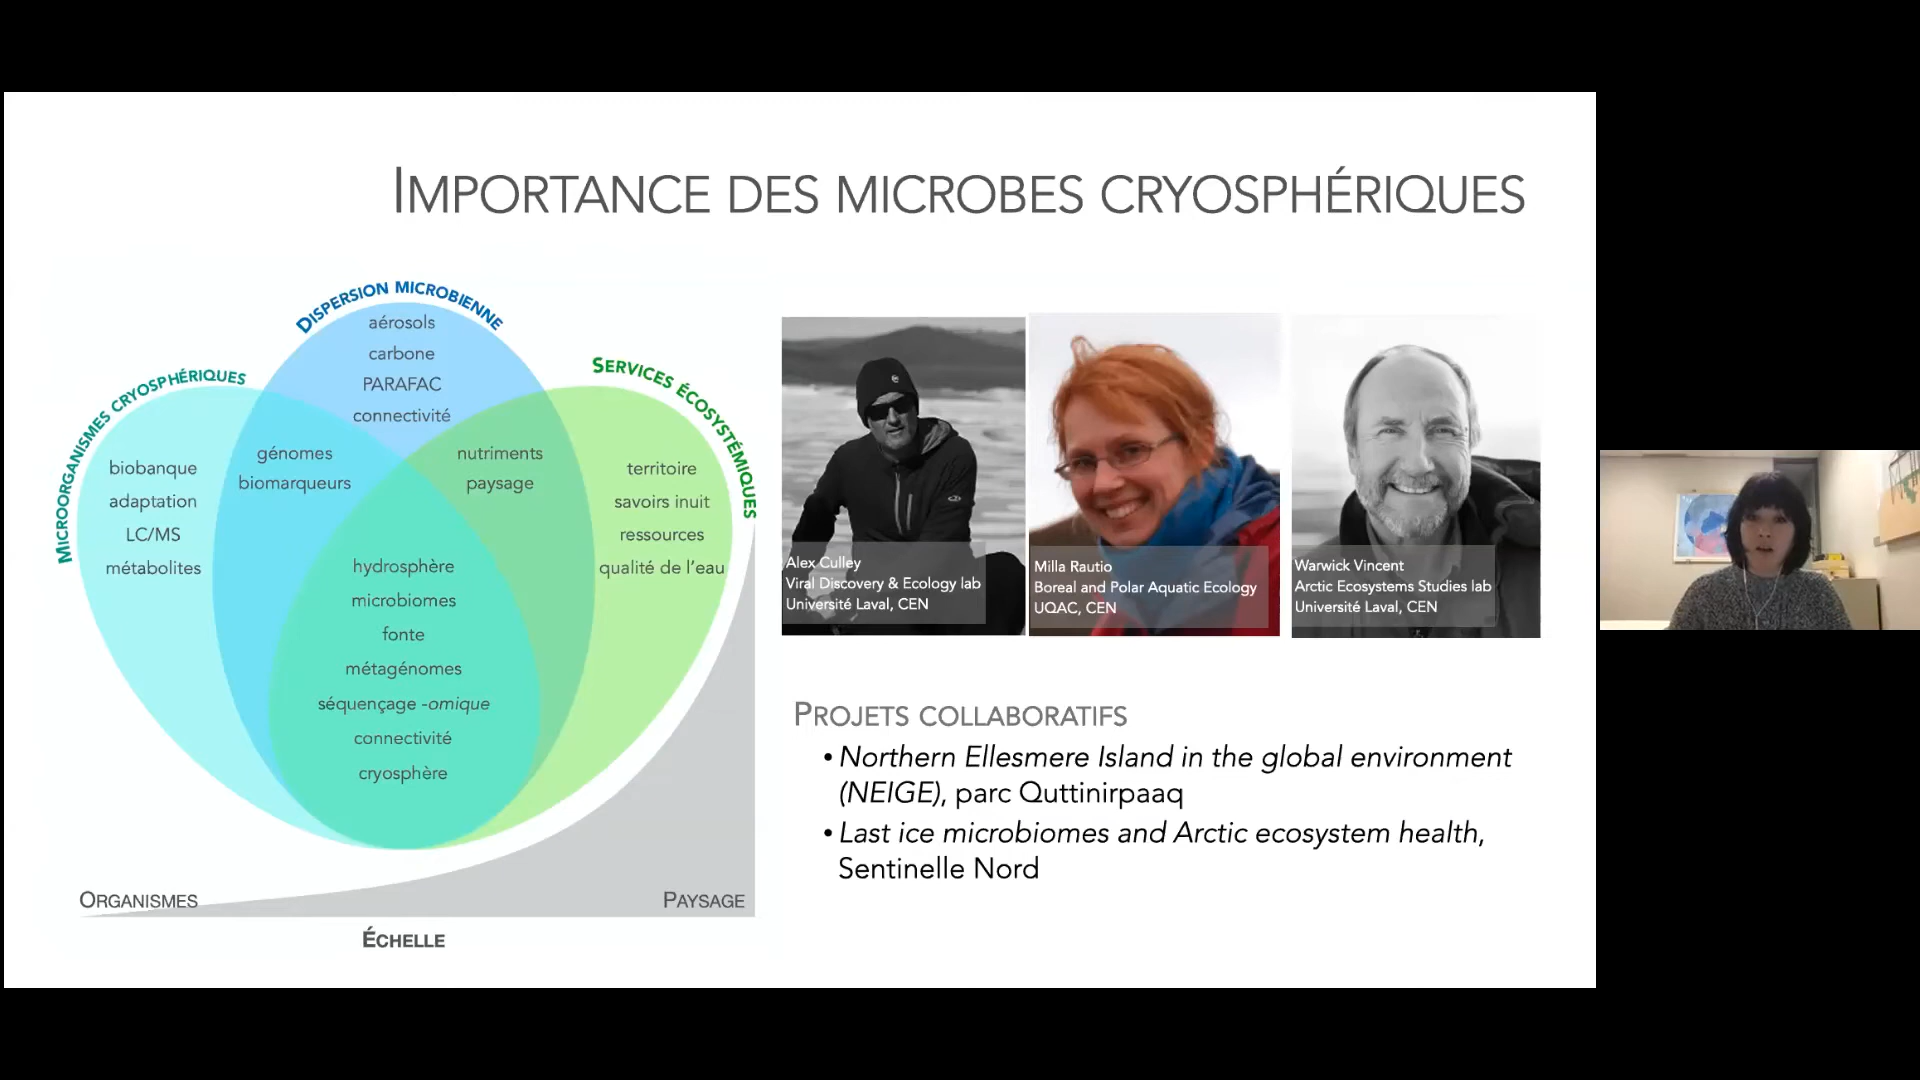 IMPORTANCE DES MICROBES CRYOSPHÉRIQUES
DISPERSION MICROBIENNE
aérosols
carbone
PARAFAC
connectivité
MICROORGANISMES CRYOSPHÉRIQUES
biobanque
adaptation
LC/MS
métabolites
génomes
biomarqueurs
nutriments
paysage
SERVICES ÉCOSYSTÉMIQUES
territoire
savoirs inuit
ressources
qualité de l'eau
hydrosphère
microbiomes
fonte
métagénomes
séquençage -omique
connectivité
cryosphère
ORGANISMES
PAYSAGE
ÉCHELLE
Alex Culley
Viral Discovery & Ecology lab
Université Laval, CEN
Milla Rautio
Boreal and Polar Aquatic Ecology
UQAC, CEN
Warwick Vincent
Arctic Ecosystems Studies lab
Université Laval, CEN
PROJETS COLLABORATIFS
• Northern Ellesmere Island in the global environment
(NEIGE), parc Quttinirpaaq
• Last ice microbiomes and Arctic ecosystem health,
Sentinelle Nord